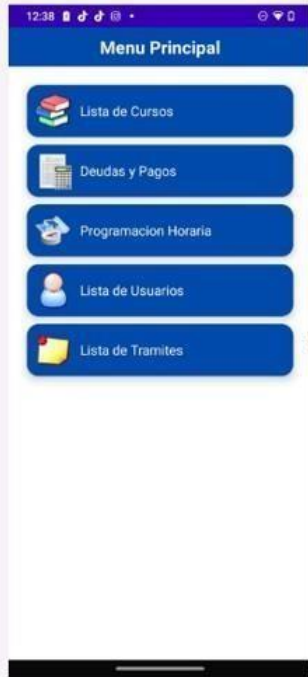 12:38
Menu Principal
Lista de Cursos
Deudas y Pagos
Programacion Horaria
Lista de Usuarios
Lista de Tramites